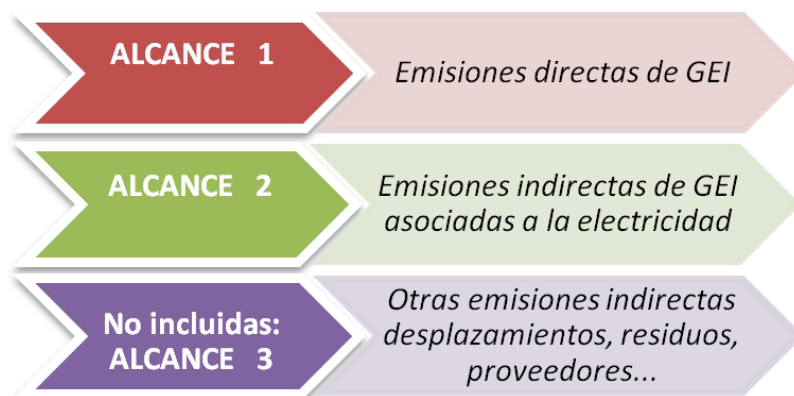 ALCANCE 1
Emisiones directas de GEI
ALCANCE 2
Emisiones indirectas de GEI
asociadas a la electricidad
No incluidas:
ALCANCE 3
Otras emisiones indirectas
desplazamientos, residuos,
proveedores...